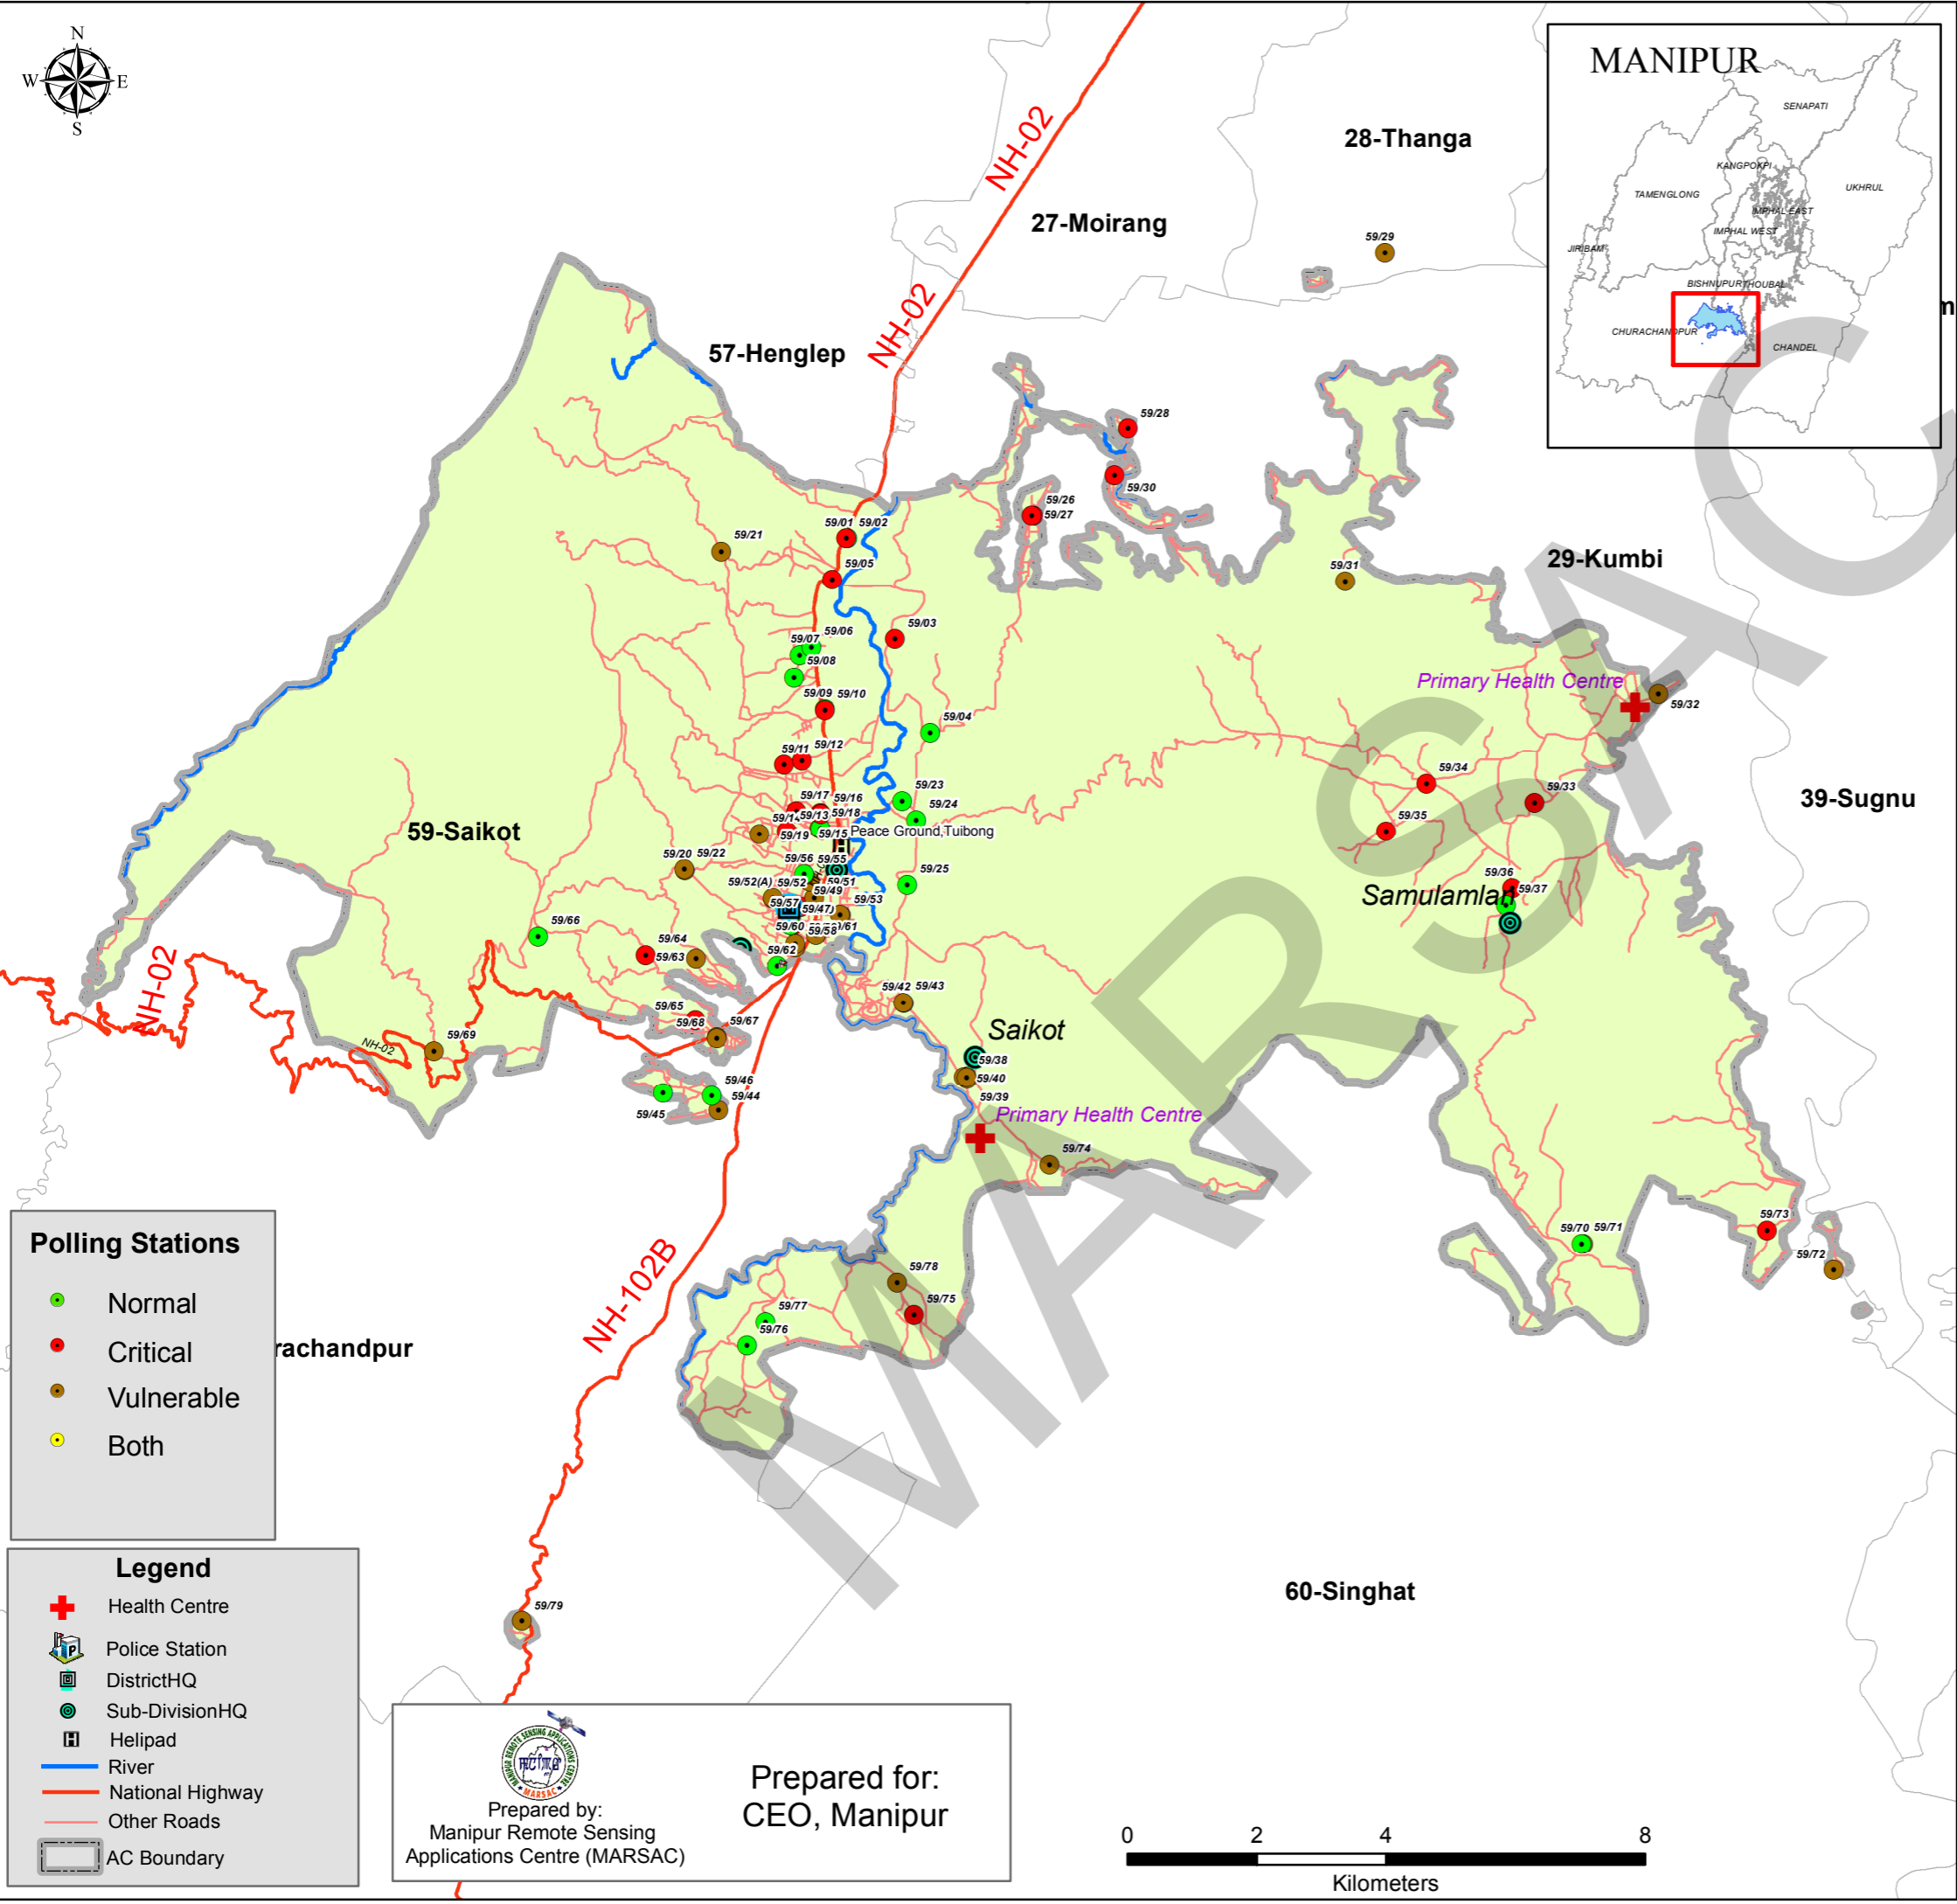 N
W E
S
MANIPUR
SENAPATI
KANGPOKPI
TAMENGLONG
UKHRUL
IMPHAL EAST
IMPHAL WEST
JIRIBAM
BISHNUPUR THOUBAL
CHURACHANDPUR
CHANDEL
28-Thanga
27-Moirang
NH-02
59/29
NH-02
57-Henglep
59/28
59/30
59/26
59/27
59/01 59/02
59/21
59/05
29-Kumbi
59/31
59/03
59/06
59/07
59/08
Primary Health Centre
59/32
59/09 59/10
59/04
59/12
59/11
59/34
59/33
59/23
59/17 59/16
59/24
39-Sugnu
59/13 59/18
59/35
59-Saikot
59/19 59/15
Peace Ground,Tuibong
59/20 59/22
59/56 59/55
59/25
59/52(A) 59/52 59/51
59/49
59/36
59/37
Samulamlan
59/57 59/47
59/53
59/66
59/60 59/58 /61
59/64
59/63
59/62
NH-02
59/42 59/43
59/65
59/68 59/67
Saikot
NH-02
59/69
59/38
59/40
59/46
59/44
59/45
59/39
Primary Health Centre
59/74
59/70 59/71
59/73
59/72
NH-102B
59/78
59/75
59/77
59/76
rachandpur
60-Singhat
59/79
MARSAC
Polling Stations
Normal
Critical
Vulnerable
Both
Legend
Health Centre
Police Station
DistrictHQ
Sub-DivisionHQ
Helipad
River
National Highway
Other Roads
AC Boundary
MANIPUR REMOTE SENSING APPLICATIONS CENTRE
MARSAC
Prepared by:
Manipur Remote Sensing
Applications Centre (MARSAC)
Prepared for:
CEO, Manipur
0 2 4 8
Kilometers